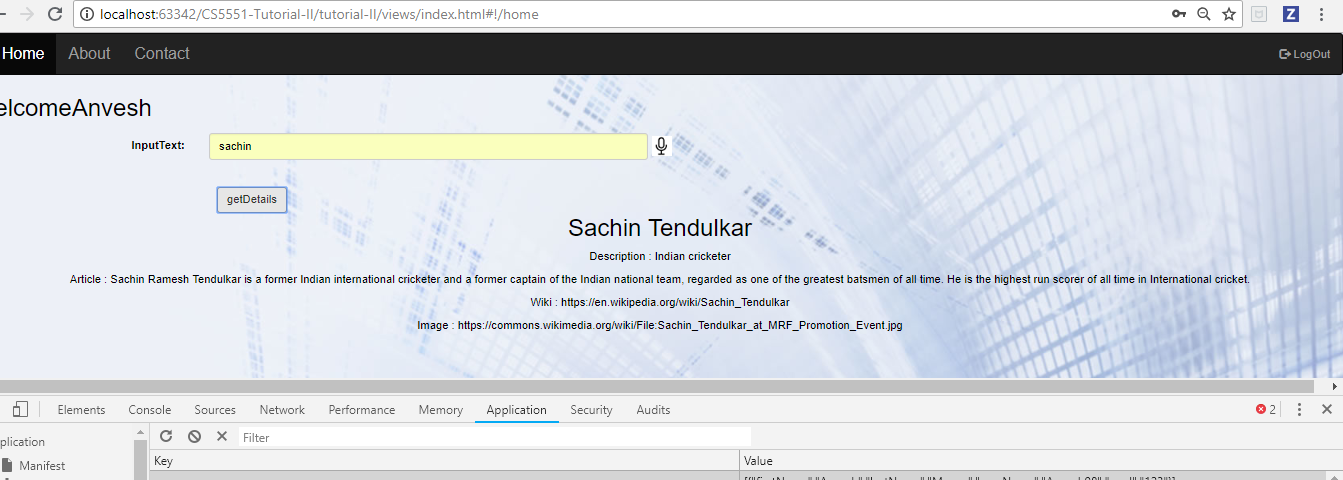 localhost:63342/CS5551-Tutorial-II/tutorial-II/views/index.html#!/home
Z
Home About Contact LogOut
elcomeAnvesh
InputText: sachin
getDetails
Sachin Tendulkar
Description : Indian cricketer
Article : Sachin Ramesh Tendulkar is a former Indian international cricketer and a former captain of the Indian national team, regarded as one of the greatest batsmen of all time. He is the highest run scorer of all time in International cricket.
Wiki : https://en.wikipedia.org/wiki/Sachin_Tendulkar
Image : https://commons.wikimedia.org/wiki/File:Sachin_Tendulkar_at_MRF_Promotion_Event.jpg
Elements Console Sources Network Performance Memory Application Security Audits 2
plication
Filter
Manifest
Key Value